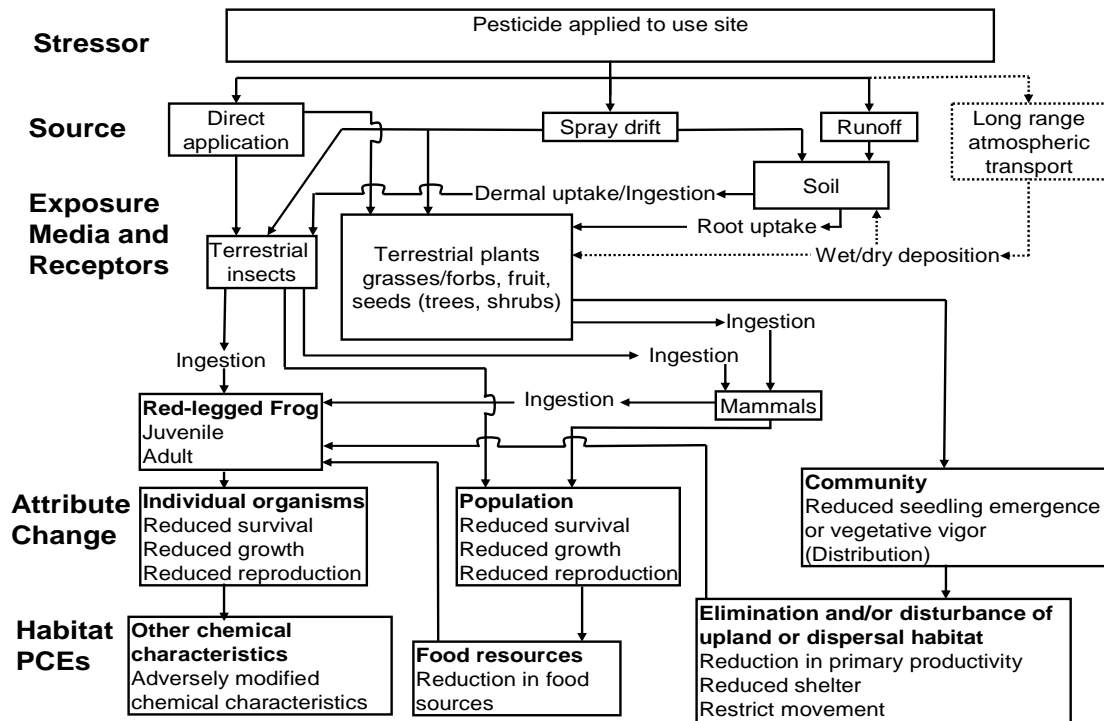 Stressor
Pesticide applied to use site
Source
Direct
application
Spray drift
Runoff
Long range
atmospheric
transport
Exposure
Media and
Receptors
Dermal uptake/Ingestion
Soil
Root uptake
Wet/dry deposition
Terrestrial
insects
Terrestrial plants
grasses/forbs, fruit,
seeds (trees, shrubs)
Ingestion
Ingestion
Ingestion
Ingestion
Mammals
Red-legged Frog
Juvenile
Adult
Attribute
Change
Individual organisms
Reduced survival
Reduced growth
Reduced reproduction
Population
Reduced survival
Reduced growth
Reduced reproduction
Community
Reduced seedling emergence
or vegetative vigor
(Distribution)
Habitat
PCEs
Other chemical
characteristics
Adversely modified
chemical characteristics
Food resources
Reduction in food
sources
Elimination and/or disturbance of
upland or dispersal habitat
Reduction in primary productivity
Reduced shelter
Restrict movement